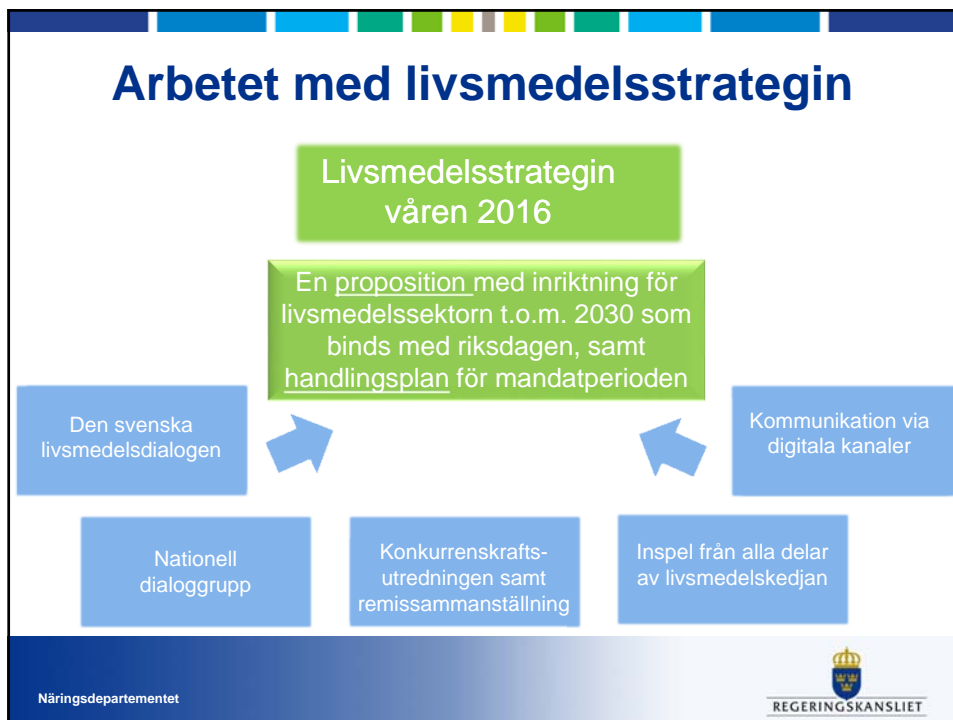 Arbetet med livsmedelsstrategin
Livsmedelsstrategin
våren 2016
En proposition med inriktning för
livsmedelssektorn t.o.m. 2030 som
binds med riksdagen, samt
handlingsplan för mandatperioden
Den svenska
livsmedelsdialogen
Kommunikation via
digitala kanaler
Nationell
dialoggrupp
Konkurrenskrafts-
utredningen samt
remissammanställning
Inspel från alla delar
av livsmedelskedjan
Näringsdepartementet
REGERINGSKANSLIET